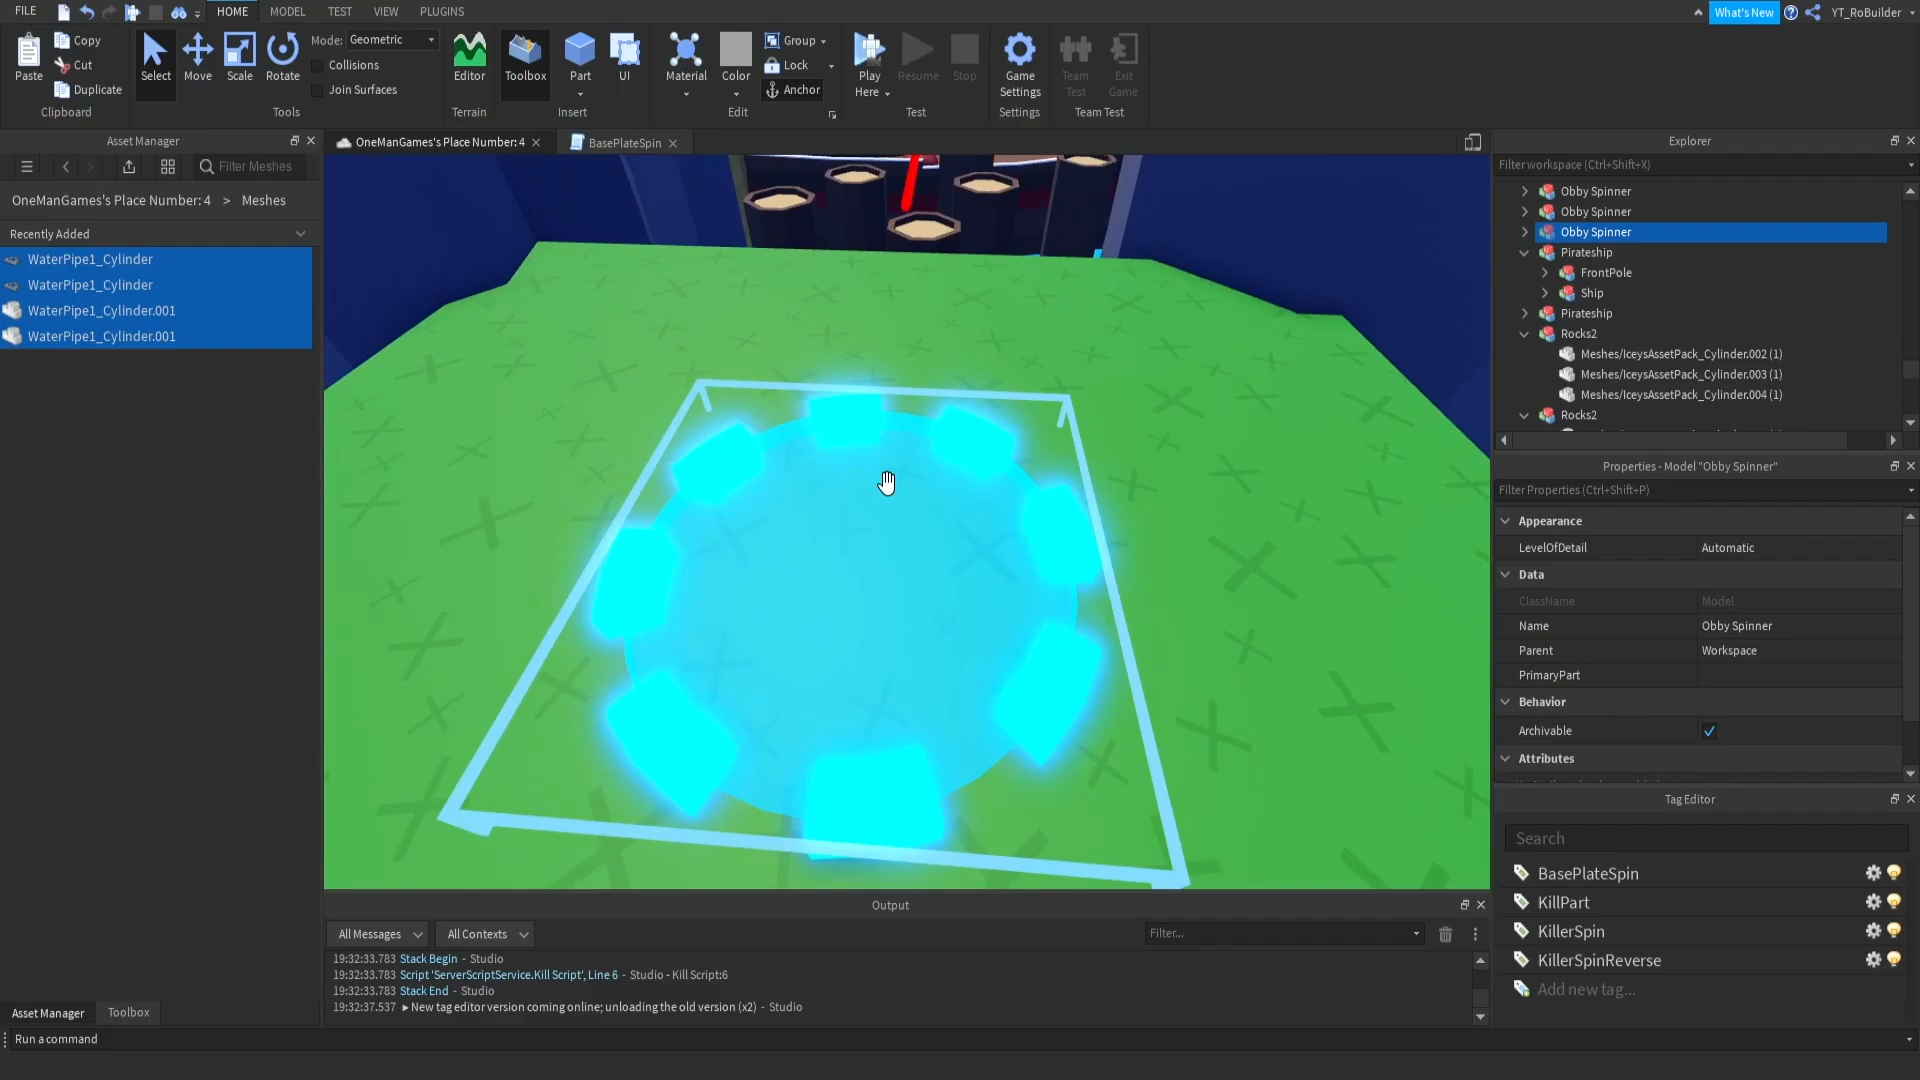 FILE
HOME
MODEL
TEST
VIEW
PLUGINS
What's New
YT_RoBuilder
Paste
Copy
Cut
Duplicate
Clipboard
Select
Move
Scale
Rotate
Mode: Geometric
Collisions
Join Surfaces
Tools
Editor
Terrain
Toolbox
Part
UI
Insert
Material
Color
Group
Lock
Anchor
Edit
Play
Here
Resume
Stop
Test
Game
Settings
Settings
Team
Test
Exit
Game
Team Test
Asset Manager
Filter Meshes
OneManGames's Place Number: 4 > Meshes
Recently Added
WaterPipe1_Cylinder
WaterPipe1_Cylinder
WaterPipe1_Cylinder.001
WaterPipe1_Cylinder.001
Asset Manager
Toolbox
OneManGames's Place Number: 4
BasePlateSpin
Output
All Messages
All Contexts
Filter...
19:32:33.783 Stack Begin - Studio
19:32:33.783 Script 'ServerScriptService.Kill Script', Line 6 - Studio - Kill Script:6
19:32:33.783 Stack End - Studio
19:32:37.537 ▸ New tag editor version coming online; unloading the old version (x2) - Studio
Run a command
Explorer
Filter workspace (Ctrl+Shift+X)
Obby Spinner
Obby Spinner
Obby Spinner
Pirateship
FrontPole
Ship
Pirateship
Rocks2
Meshes/IceysAssetPack_Cylinder.002 (1)
Meshes/IceysAssetPack_Cylinder.003 (1)
Meshes/IceysAssetPack_Cylinder.004 (1)
Rocks2
Properties - Model "Obby Spinner"
Filter Properties (Ctrl+Shift+P)
Appearance
LevelOfDetail Automatic
Data
ClassName Model
Name Obby Spinner
Parent Workspace
PrimaryPart
Behavior
Archivable
Attributes
Tag Editor
Search
BasePlateSpin
KillPart
KillerSpin
KillerSpinReverse
Add new tag...